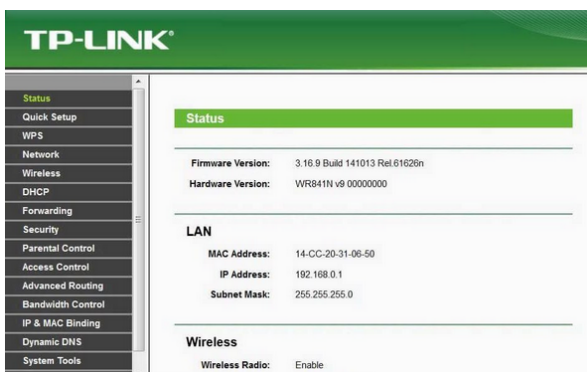 TP-LINK®
Status
Quick Setup
WPS
Network
Wireless
DHCP
Forwarding
Security
Parental Control
Access Control
Advanced Routing
Bandwidth Control
IP & MAC Binding
Dynamic DNS
System Tools
Status
Firmware Version: 3.16.9 Build 141013 Rel.61626n
Hardware Version: WR841N v9 00000000
LAN
MAC Address: 14-CC-20-31-06-50
IP Address: 192.168.0.1
Subnet Mask: 255.255.255.0
Wireless
Wireless Radio: Enable